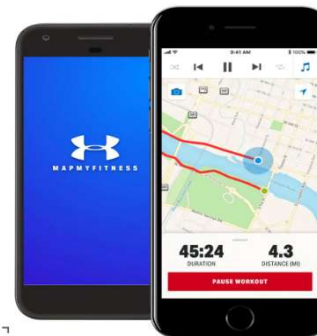 MAPMYFITNESS
9:41 AM
100%
45:24
4.3
DURATION
DISTANCE (MI)
PAUSE WORKOUT